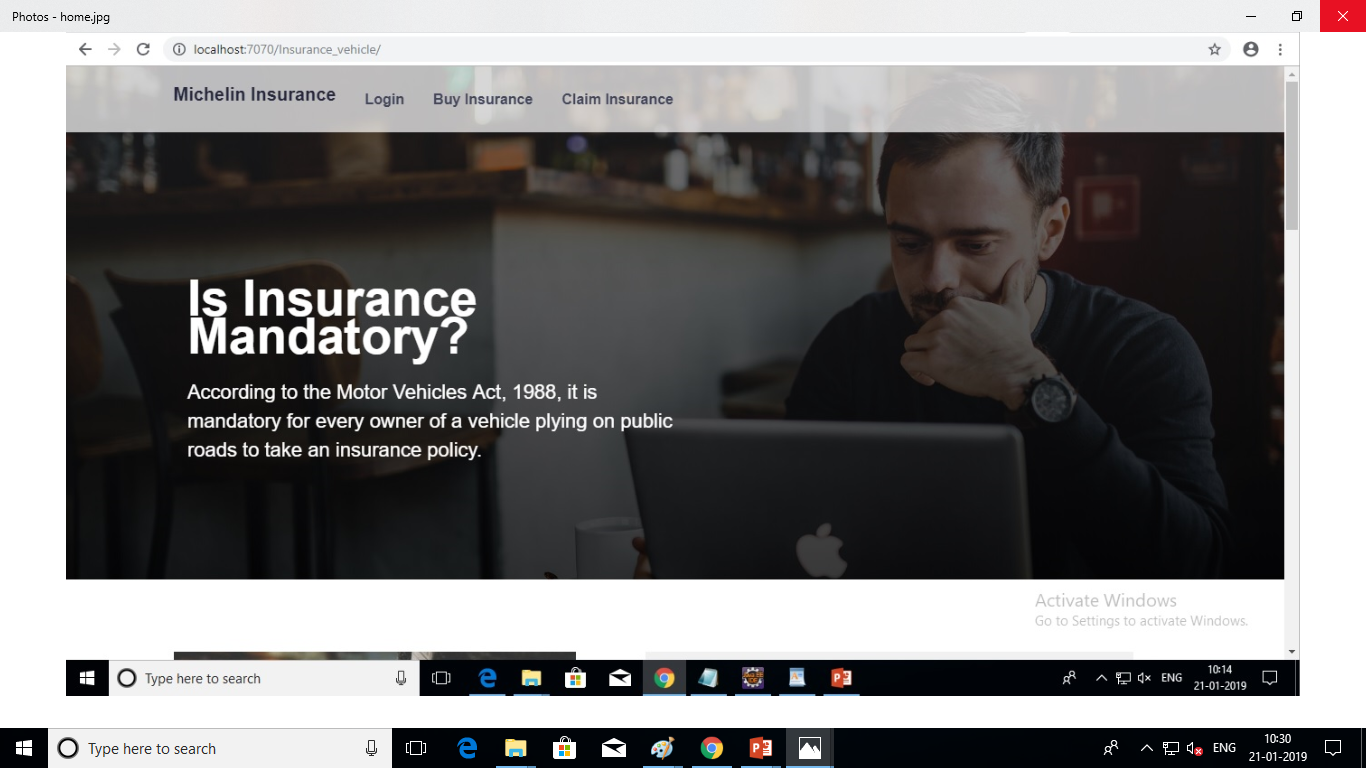 Photos - home.jpg
localhost:7070/Insurance_vehicle/
Michelin Insurance Login Buy Insurance Claim Insurance
Is Insurance
Mandatory?
According to the Motor Vehicles Act, 1988, it is
mandatory for every owner of a vehicle plying on public
roads to take an insurance policy.
Activate Windows
Go to Settings to activate Windows.
Type here to search
ENG
10:14
21-01-2019
Type here to search
ENG
10:30
21-01-2019